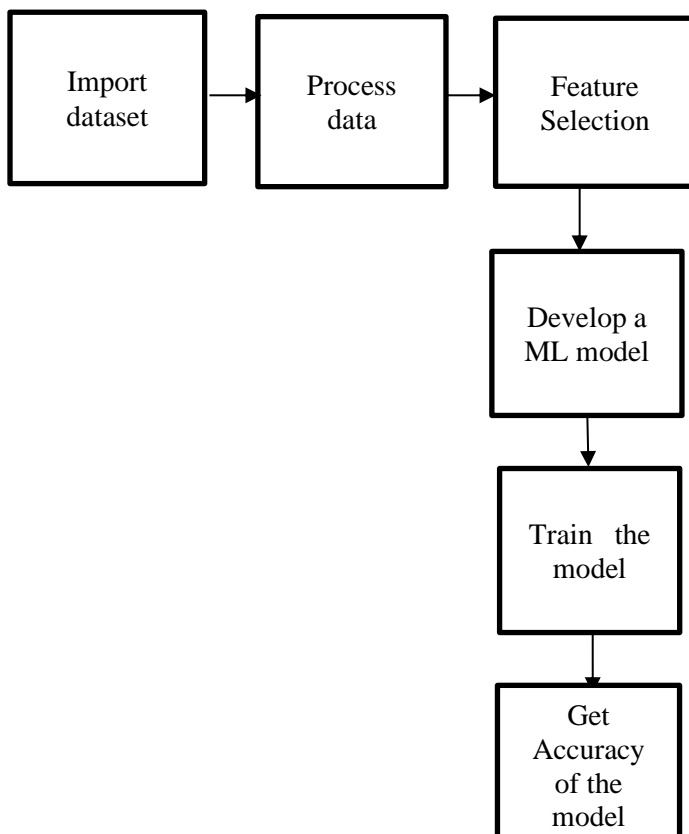 Import
dataset
Process
data
Feature
Selection
Develop a
ML model
Train the
model
Get
Accuracy
of the
model